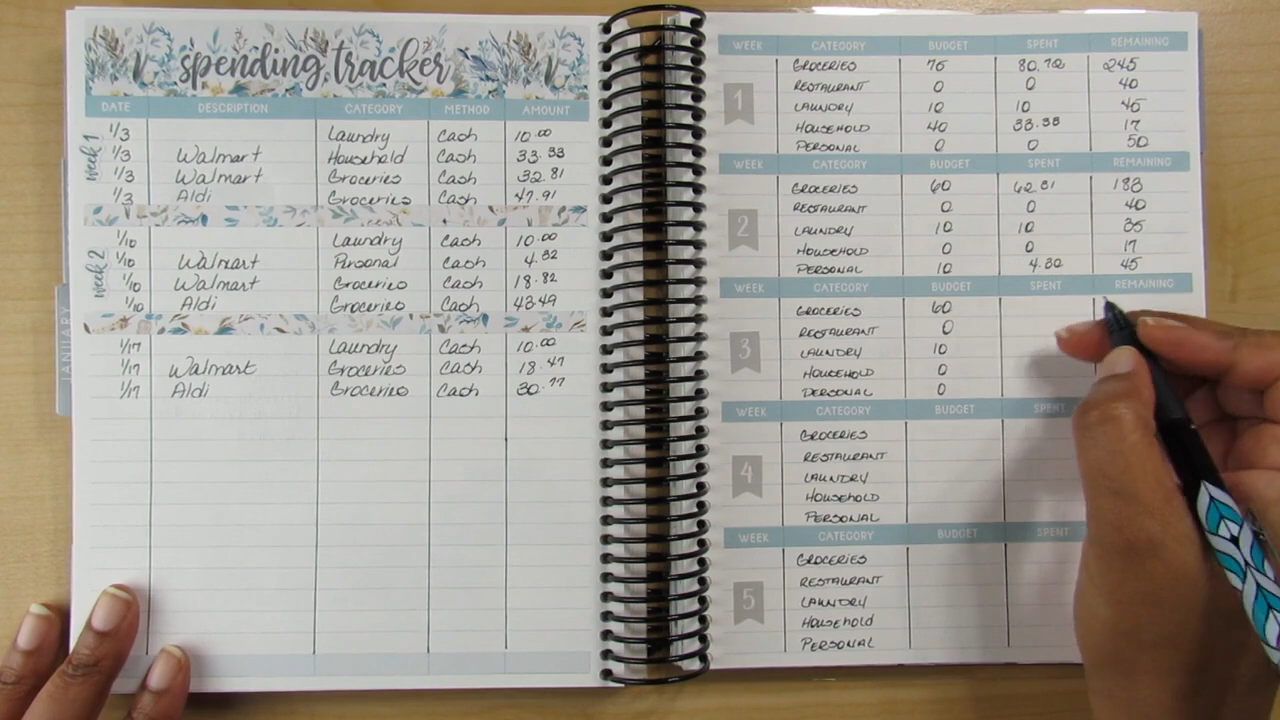 spending tracker
DATE DESCRIPTION CATEGORY METHOD AMOUNT
Week 1
1/3 Laundry Cash 10.00
1/3 Walmart Household Cash 33.33
1/3 Walmart Groceries Cash 32.81
1/3 Aldi Groceries Cash 47.91
Week 2
1/10 Laundry Cash 10.00
1/10 Walmart Personal Cash 4.32
1/10 Walmart Groceries Cash 18.82
1/10 Aldi Groceries Cash 43.49
1/17 Laundry Cash 10.00
1/17 Walmart Groceries Cash 18.47
1/17 Aldi Groceries Cash 30.77
JANUARY
WEEK CATEGORY BUDGET SPENT REMAINING
1
GROCERIES 75 80.72 245
RESTAURANT 0 0 40
LAUNDRY 10 10 45
HOUSEHOLD 40 33.33 17
PERSONAL 0 0 50
WEEK CATEGORY BUDGET SPENT REMAINING
2
GROCERIES 60 62.31 183
RESTAURANT 0 0 40
LAUNDRY 10 10 35
HOUSEHOLD 0 0 17
PERSONAL 10 4.32 45
WEEK CATEGORY BUDGET SPENT REMAINING
3
GROCERIES 60
RESTAURANT 0
LAUNDRY 10
HOUSEHOLD 0
PERSONAL 0
WEEK CATEGORY BUDGET SPENT
4
GROCERIES
RESTAURANT
LAUNDRY
HOUSEHOLD
PERSONAL
WEEK CATEGORY BUDGET SPENT
5
GROCERIES
RESTAURANT
LAUNDRY
HOUSEHOLD
PERSONAL